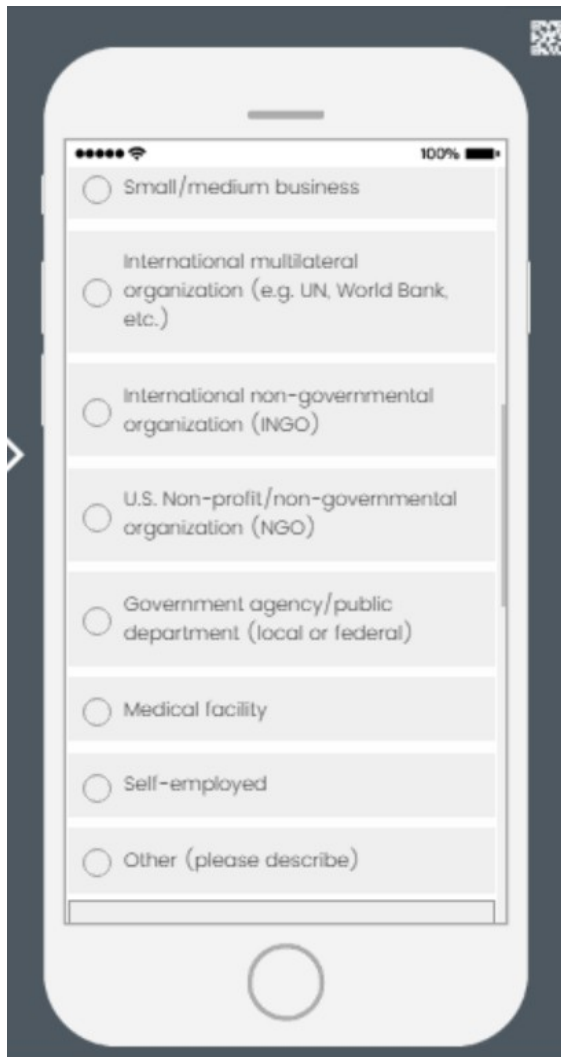 100%
Small/medium business
International multilateral
organization (e.g. UN, World Bank,
etc.)
International non-governmental
organization (INGO)
U.S. Non-profit/non-governmental
organization (NGO)
Government agency/public
department (local or federal)
Medical facility
Self-employed
Other (please describe)